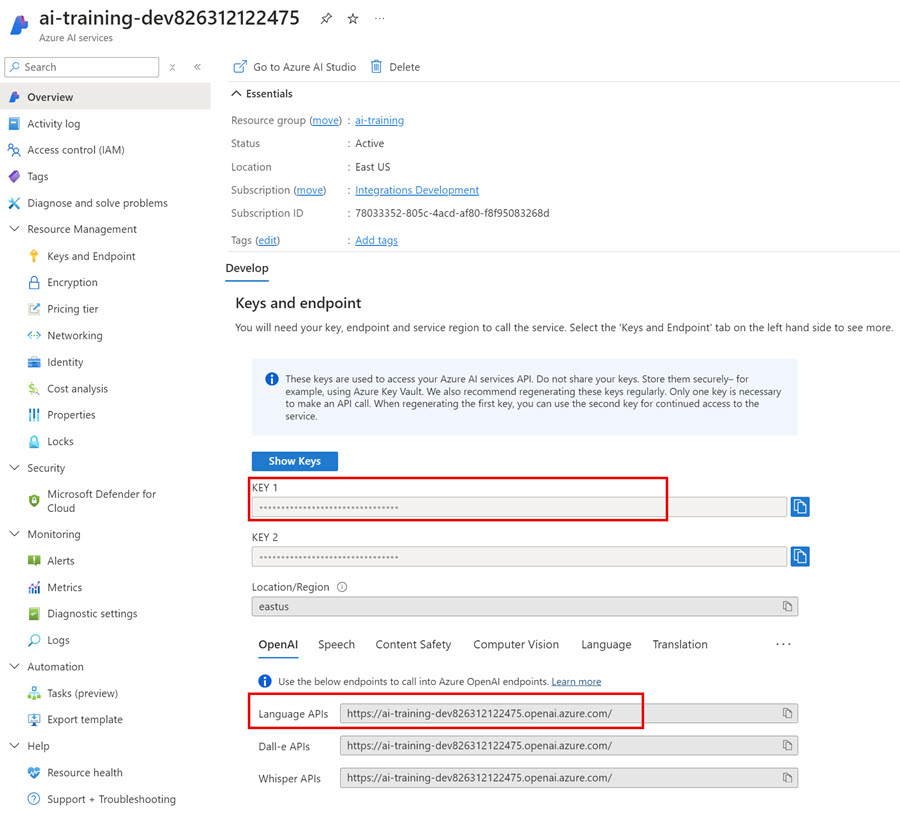 ai-training-dev826312122475
Azure AI services
Search
Overview
Activity log
Access control (IAM)
Tags
Diagnose and solve problems
Resource Management
Keys and Endpoint
Encryption
Pricing tier
Networking
Identity
Cost analysis
Properties
Locks
Security
Microsoft Defender for
Cloud
Monitoring
Alerts
Metrics
Diagnostic settings
Logs
Automation
Tasks (preview)
Export template
Help
Resource health
Support + Troubleshooting
Go to Azure AI Studio Delete
Essentials
Resource group (move) : ai-training
Status : Active
Location : East US
Subscription (move) : Integrations Development
Subscription ID : 78033352-805c-4acd-af80-f8f95083268d
Tags (edit) : Add tags
Develop
Keys and endpoint
You will need your key, endpoint and service region to call the service. Select the 'Keys and Endpoint' tab on the left hand side to see more.
These keys are used to access your Azure AI services API. Do not share your keys. Store them securely– for
example, using Azure Key Vault. We also recommend regenerating these keys regularly. Only one key is necessary
to make an API call. When regenerating the first key, you can use the second key for continued access to the
service.
Show Keys
KEY 1
KEY 2
Location/Region
eastus
OpenAI Speech Content Safety Computer Vision Language Translation
Use the below endpoints to call into Azure OpenAI endpoints. Learn more
Language APIs https://ai-training-dev826312122475.openai.azure.com/
Dall-e APIs https://ai-training-dev826312122475.openai.azure.com/
Whisper APIs https://ai-training-dev826312122475.openai.azure.com/